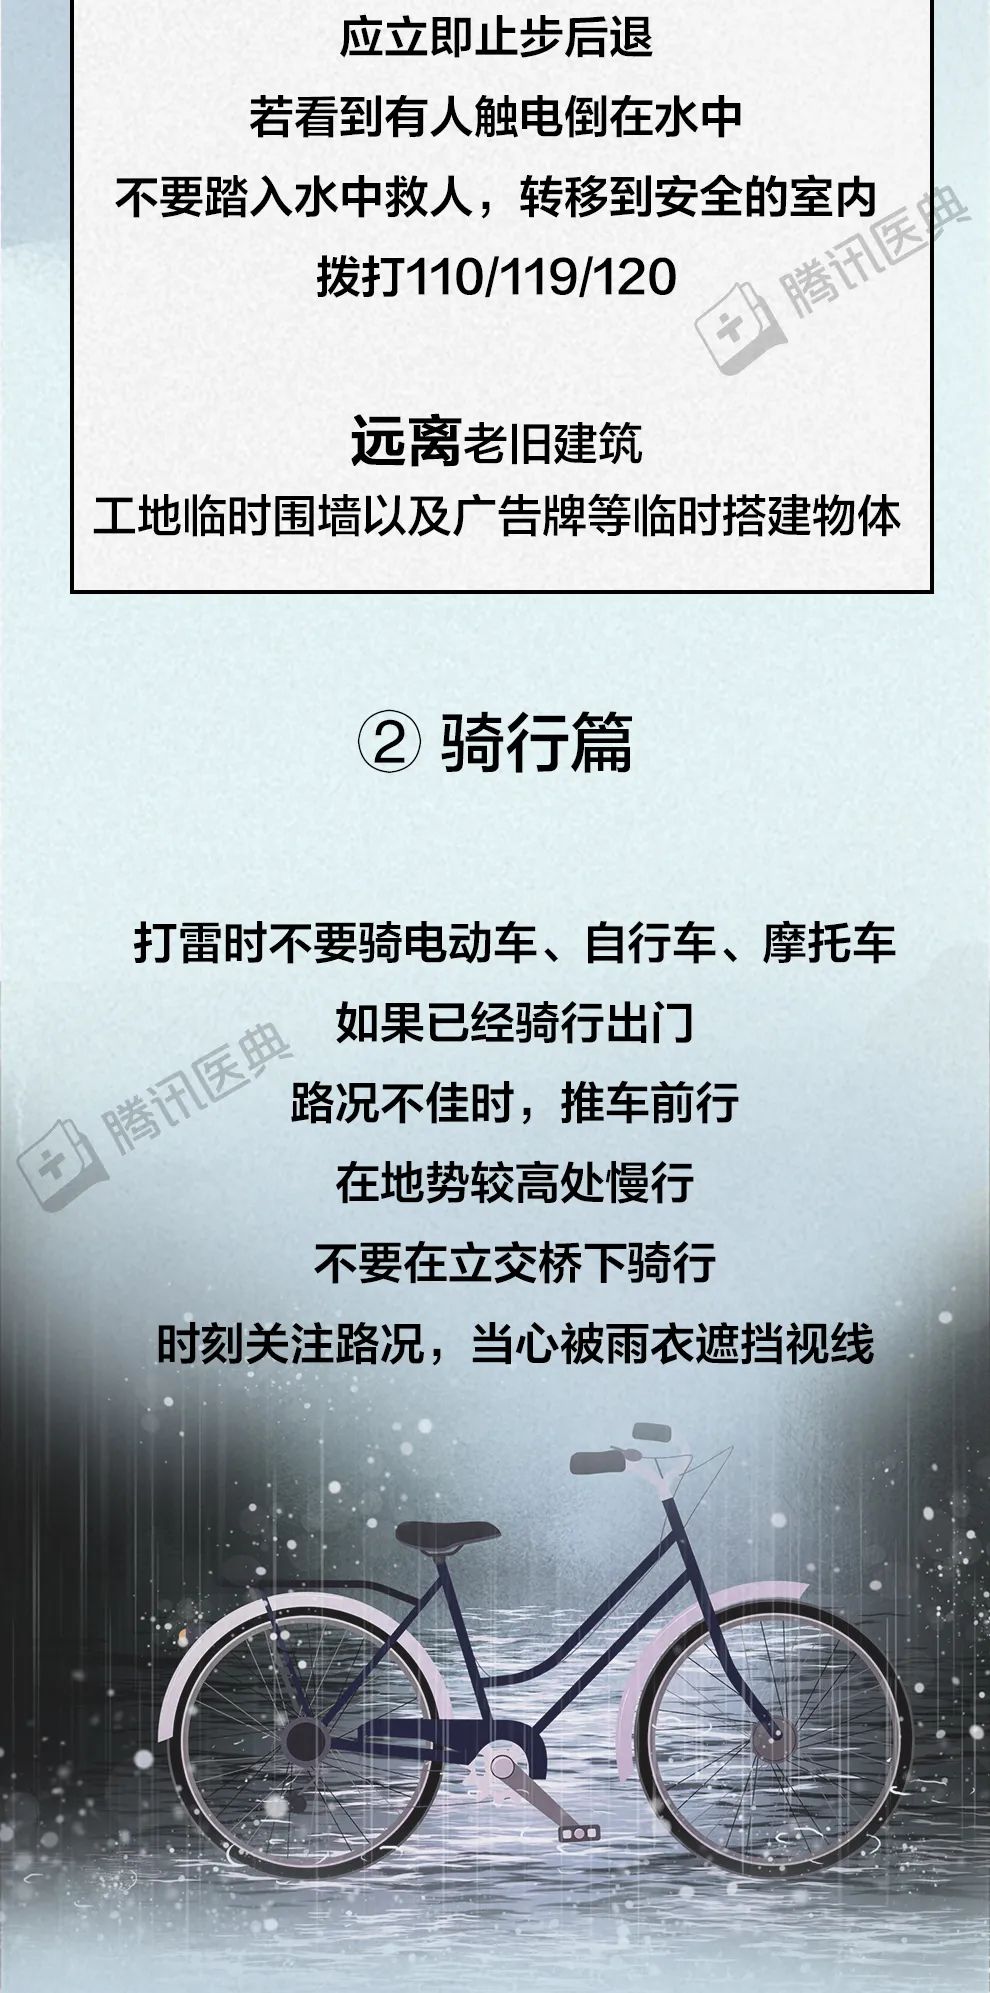 应立即止步后退
若看到有人触电倒在水中
不要踏入水中救人，转移到安全的室内
拨打110/119/120
腾讯医典
远离老旧建筑
工地临时围墙以及广告牌等临时搭建物体
② 骑行篇
打雷时不要骑电动车、自行车、摩托车
如果已经骑行出门
路况不佳时，推车前行
腾讯医典
在地势较高处慢行
不要在立交桥下骑行
时刻关注路况，当心被雨衣遮挡视线